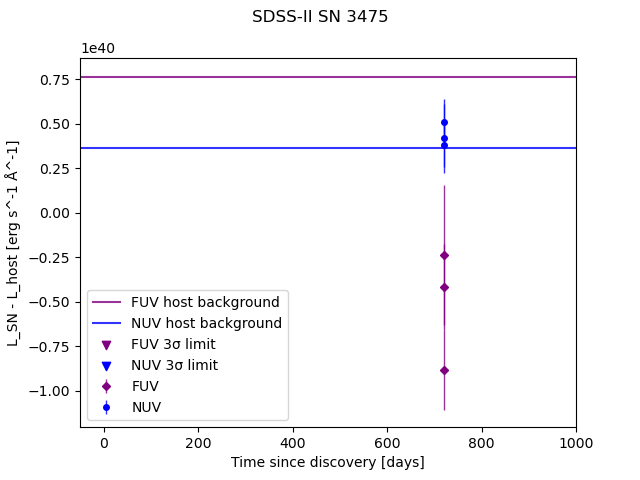 SDSS-II SN 3475
1e40
0.75
0.50
0.25
0.00
−0.25
−0.50
−0.75
−1.00
L_SN - L_host [erg s^-1 Å^-1]
FUV host background
NUV host background
FUV 3σ limit
NUV 3σ limit
FUV
NUV
0 200 400 600 800 1000
Time since discovery [days]